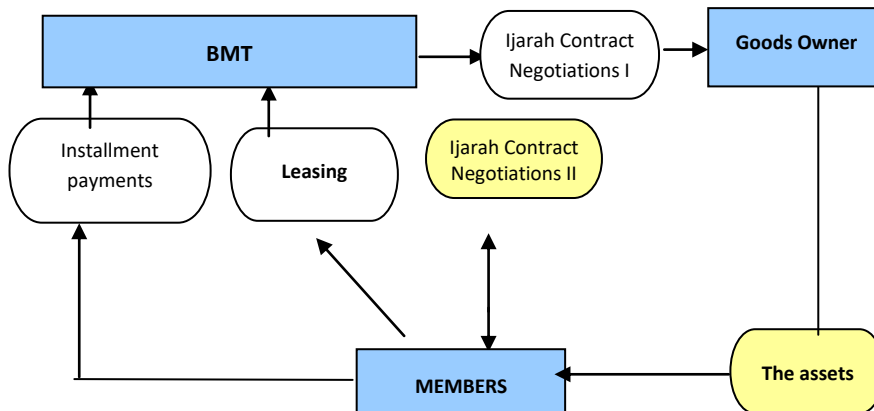 BMT
Ijarah Contract
Negotiations I
Goods Owner
Installment
payments
Leasing
Ijarah Contract
Negotiations II
MEMBERS
The assets